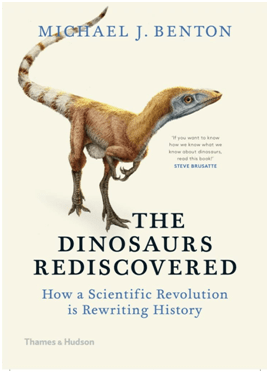 MICHAEL J. BENTON
'If you want to know
how we know what we
know about dinosaurs,
read this book!'
STEVE BRUSATTE
THE
DINOSAURS
REDISCOVERED
How a Scientific Revolution
is Rewriting History
Thames & Hudson